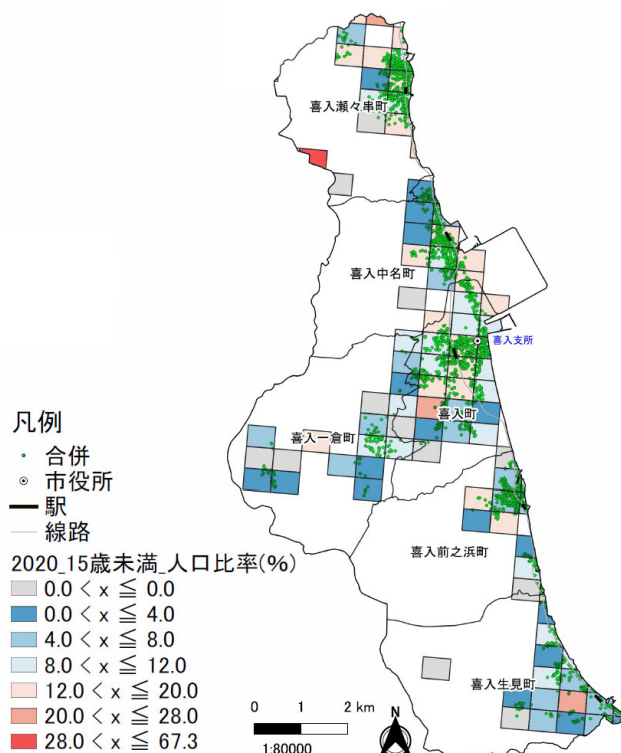 喜入瀬々串町
喜入中名町
喜入支所
喜入町
喜入一倉町
喜入前之浜町
喜入生見町
凡例
合併
市役所
駅
線路
2020_15歳未満_人口比率(%)
0.0 < x ≦ 0.0
0.0 < x ≦ 4.0
4.0 < x ≦ 8.0
8.0 < x ≦ 12.0
12.0 < x ≦ 20.0
20.0 < x ≦ 28.0
28.0 < x ≦ 67.3
0 1 2 km
1:80000
N